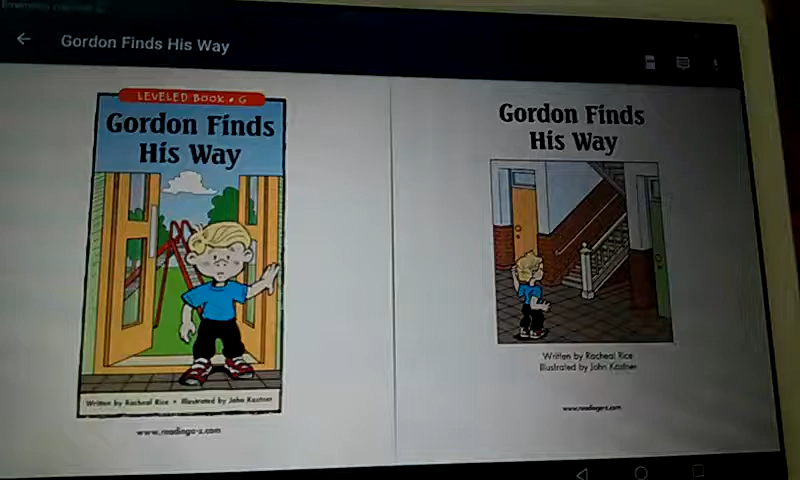 Gordon Finds His Way
LEVELED BOOK • G
Gordon Finds
His Way
Written by Racheal Rice • Illustrated by John Kastner
www.readinga-z.com
Gordon Finds
His Way
Written by Racheal Rice
Illustrated by John Kastner
www.readinga-z.com